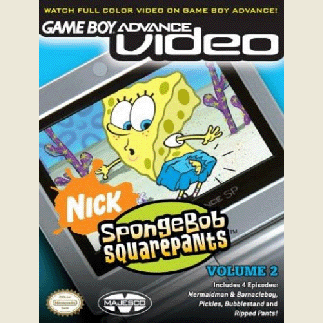 WATCH FULL COLOR VIDEO ON GAME BOY ADVANCE!
GAME BOY ADVANCE
video
NICK
SpongeBob
SquarePants
VOLUME 2
Includes 4 Episodes:
Mermaidman & Barnacleboy,
Pickles, Bubblestand and
Ripped Pants!
MAJESCO